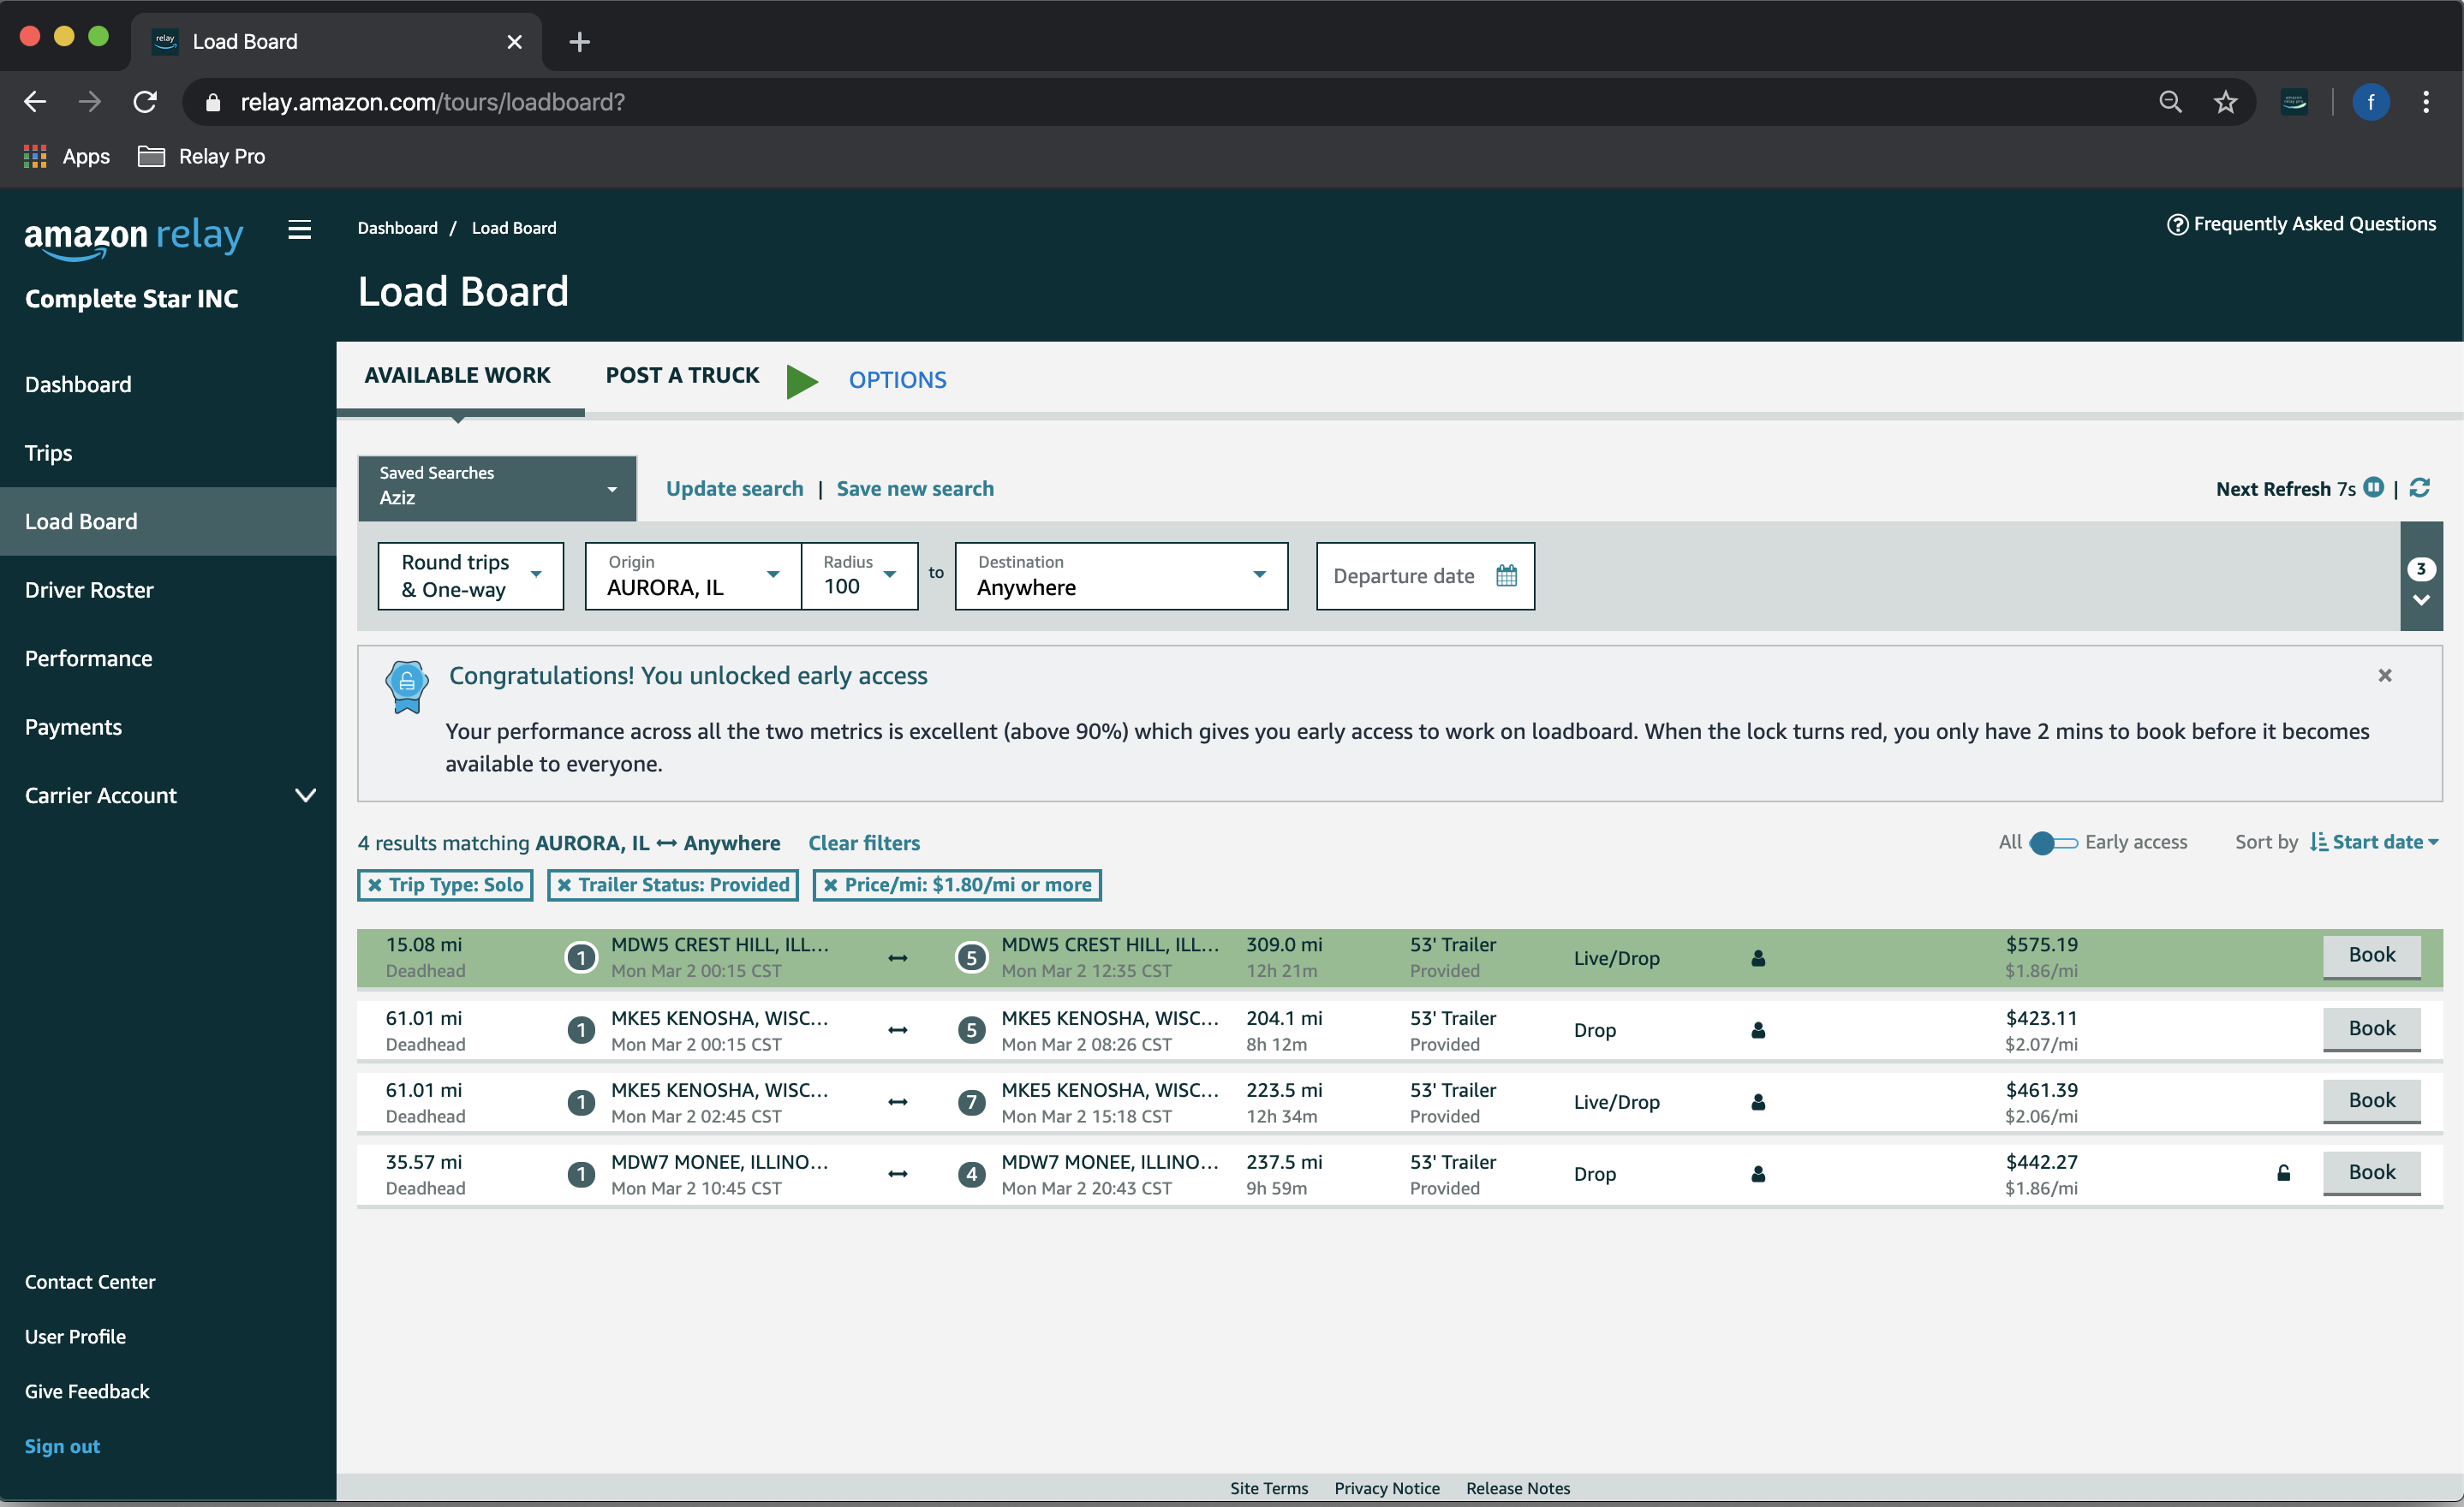 Load Board
relay.amazon.com/tours/loadboard?
Apps
Relay Pro
amazon relay
Complete Star INC
Dashboard
Trips
Load Board
Driver Roster
Performance
Payments
Carrier Account
Contact Center
User Profile
Give Feedback
Sign out
Dashboard / Load Board
Frequently Asked Questions
Load Board
AVAILABLE WORK POST A TRUCK OPTIONS
Saved Searches
Aziz
Update search | Save new search
Next Refresh 7s |
Round trips
& One-way
Origin
AURORA, IL
Radius
100
to
Destination
Anywhere
Departure date
3
Congratulations! You unlocked early access
Your performance across all the two metrics is excellent (above 90%) which gives you early access to work on loadboard. When the lock turns red, you only have 2 mins to book before it becomes
available to everyone.
4 results matching AURORA, IL ↔ Anywhere Clear filters
All Early access Sort by Start date
× Trip Type: Solo × Trailer Status: Provided × Price/mi: $1.80/mi or more
15.08 mi 1 MDW5 CREST HILL, ILL... ↔ 5 MDW5 CREST HILL, ILL... 309.0 mi 53' Trailer Live/Drop $575.19 Book
Deadhead Mon Mar 2 00:15 CST Mon Mar 2 12:35 CST 12h 21m Provided $1.86/mi
61.01 mi 1 MKE5 KENOSHA, WISC... ↔ 5 MKE5 KENOSHA, WISC... 204.1 mi 53' Trailer Drop $423.11 Book
Deadhead Mon Mar 2 00:15 CST Mon Mar 2 08:26 CST 8h 12m Provided $2.07/mi
61.01 mi 1 MKE5 KENOSHA, WISC... ↔ 7 MKE5 KENOSHA, WISC... 223.5 mi 53' Trailer Live/Drop $461.39 Book
Deadhead Mon Mar 2 02:45 CST Mon Mar 2 15:18 CST 12h 34m Provided $2.06/mi
35.57 mi 1 MDW7 MONEE, ILLINO... ↔ 4 MDW7 MONEE, ILLINO... 237.5 mi 53' Trailer Drop $442.27 Book
Deadhead Mon Mar 2 10:45 CST Mon Mar 2 20:43 CST 9h 59m Provided $1.86/mi
Site Terms Privacy Notice Release Notes